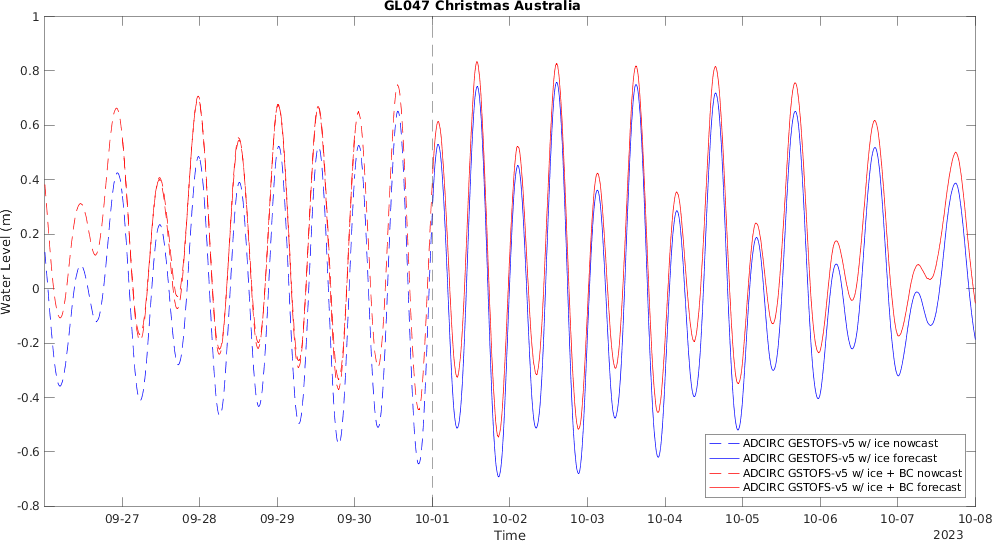 GL047 Christmas Australia
Water Level (m)
1
0.8
0.6
0.4
0.2
0
-0.2
-0.4
-0.6
-0.8
ADCIRC GESTOFS-v5 w/ ice nowcast
ADCIRC GESTOFS-v5 w/ ice forecast
ADCIRC GSTOFS-v5 w/ ice + BC nowcast
ADCIRC GSTOFS-v5 w/ ice + BC forecast
09-27 09-28 09-29 09-30 10-01 10-02 10-03 10-04 10-05 10-06 10-07 10-08
Time
2023